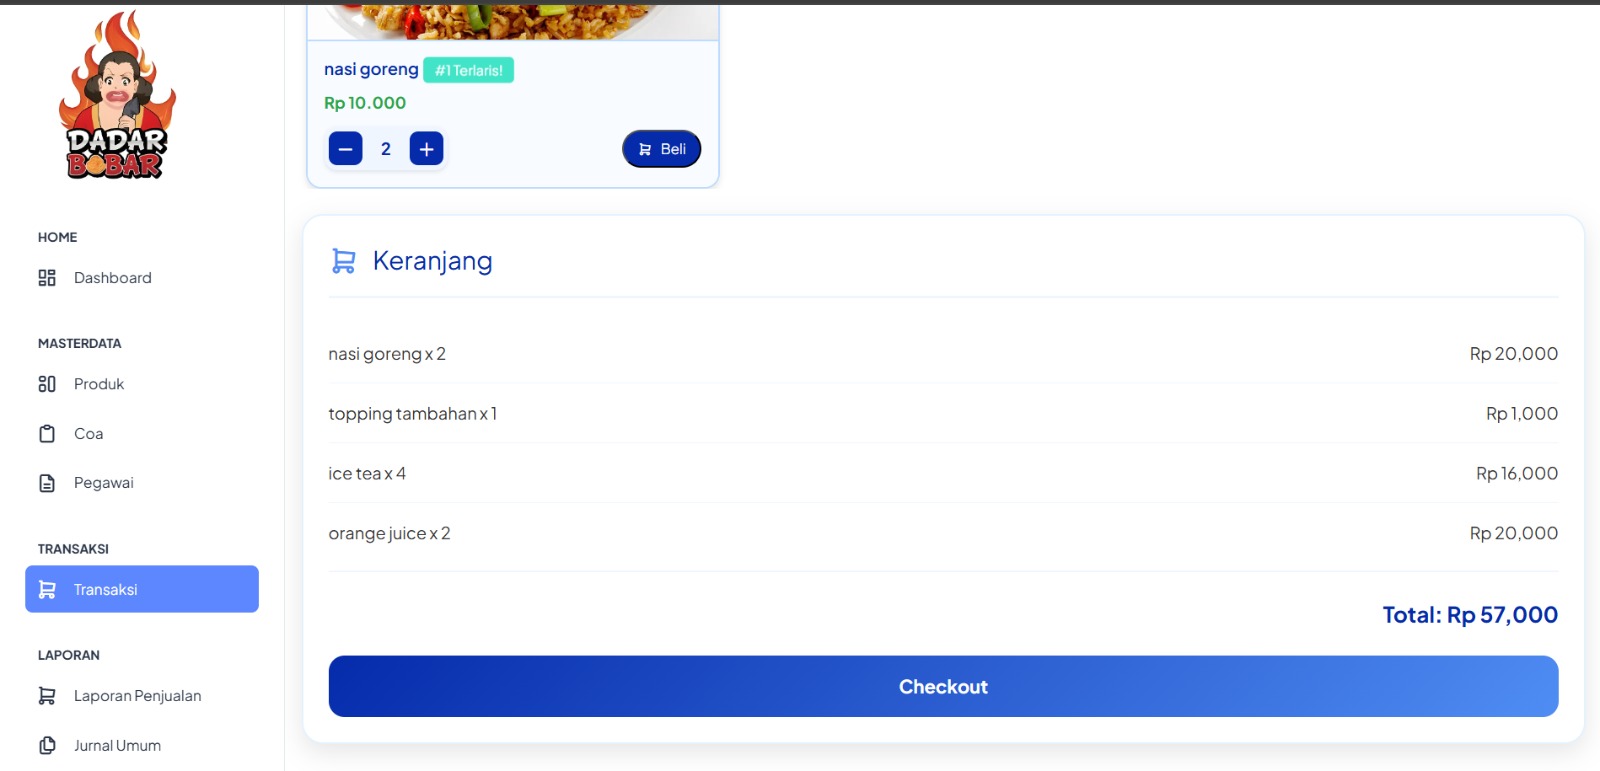 DADAR
BOBAR
HOME
Dashboard
MASTERDATA
Produk
Coa
Pegawai
TRANSAKSI
Transaksi
LAPORAN
Laporan Penjualan
Jurnal Umum
nasi goreng #1 Terlaris!
Rp 10.000
− 2 + Beli
Keranjang
nasi goreng x 2 Rp 20,000
topping tambahan x 1 Rp 1,000
ice tea x 4 Rp 16,000
orange juice x 2 Rp 20,000
Total: Rp 57,000
Checkout